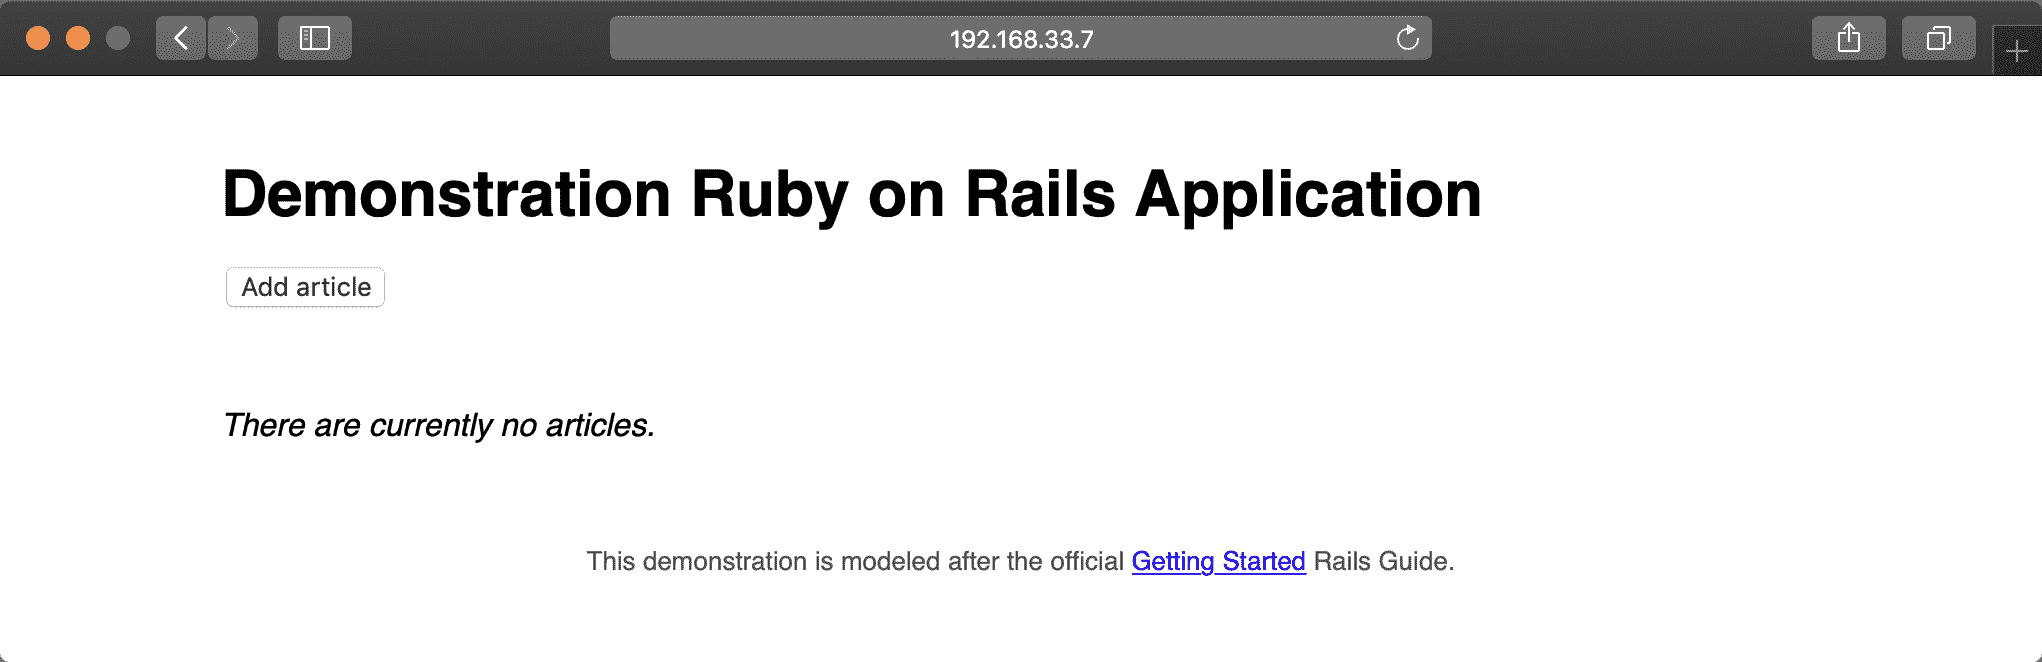 192.168.33.7
Demonstration Ruby on Rails Application
Add article
There are currently no articles.
This demonstration is modeled after the official Getting Started Rails Guide.